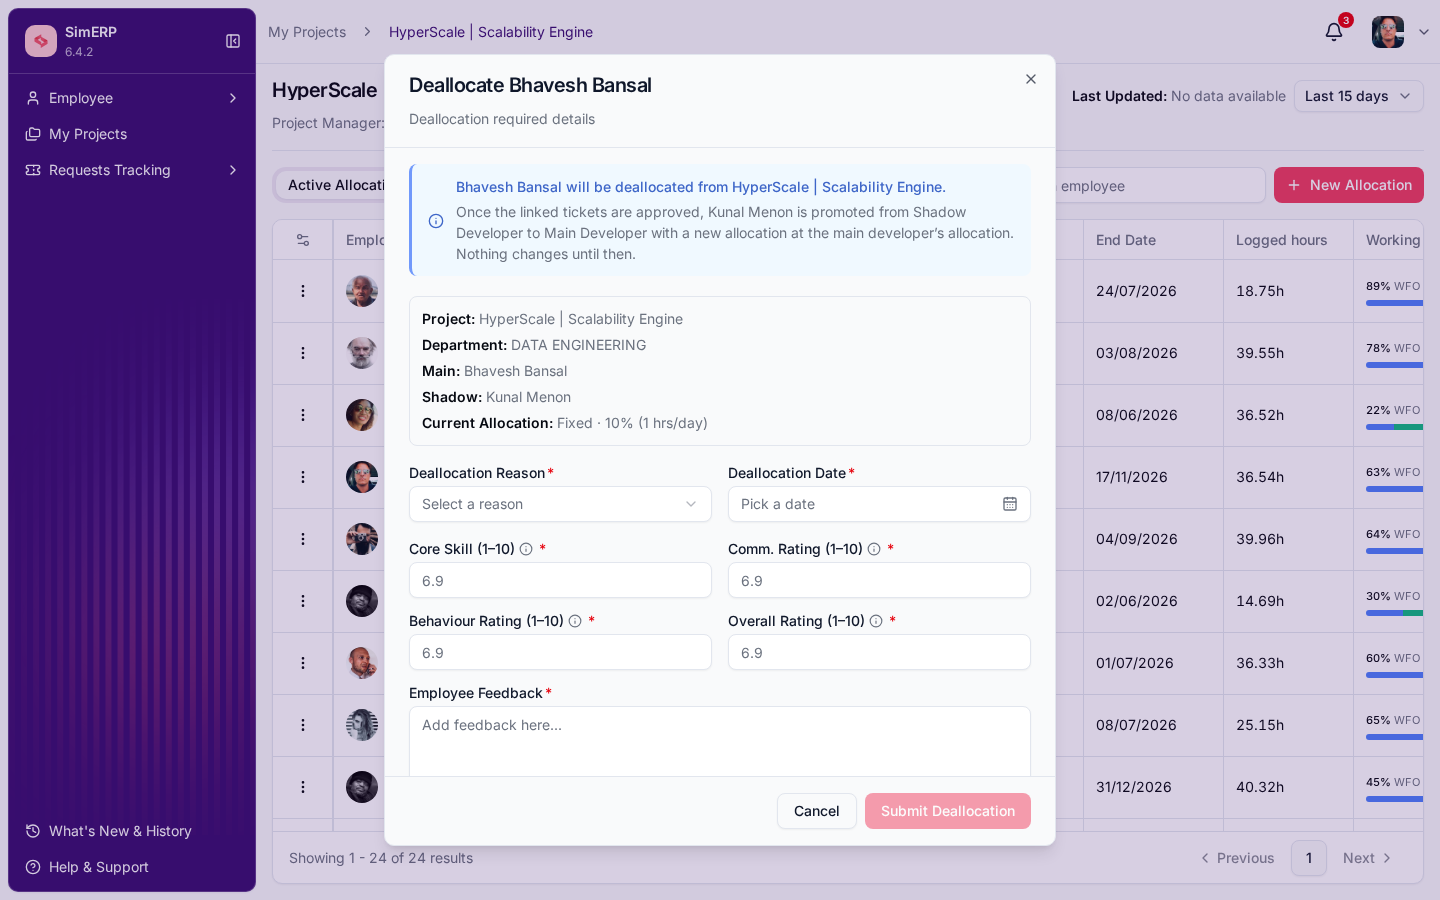 SimERP
6.4.2
Employee
My Projects
Requests Tracking
What's New & History
Help & Support
My Projects
HyperScale | Scalability Engine
3
HyperScale
Project Manager:
Last Updated: No data available
Last 15 days
Active Allocati
employee
New Allocation
Emplo
End Date
Logged hours
Working
24/07/2026
18.75h
89% WFO
03/08/2026
39.55h
78% WFO
08/06/2026
36.52h
22% WFO
17/11/2026
36.54h
63% WFO
04/09/2026
39.96h
64% WFO
02/06/2026
14.69h
30% WFO
01/07/2026
36.33h
60% WFO
08/07/2026
25.15h
65% WFO
31/12/2026
40.32h
45% WFO
Showing 1 - 24 of 24 results
Previous
1
Next
Deallocate Bhavesh Bansal
Deallocation required details
Bhavesh Bansal will be deallocated from HyperScale | Scalability Engine.
Once the linked tickets are approved, Kunal Menon is promoted from Shadow
Developer to Main Developer with a new allocation at the main developer’s allocation.
Nothing changes until then.
Project: HyperScale | Scalability Engine
Department: DATA ENGINEERING
Main: Bhavesh Bansal
Shadow: Kunal Menon
Current Allocation: Fixed · 10% (1 hrs/day)
Deallocation Reason*
Select a reason
Deallocation Date*
Pick a date
Core Skill (1–10) *
6.9
Comm. Rating (1–10) *
6.9
Behaviour Rating (1–10) *
6.9
Overall Rating (1–10) *
6.9
Employee Feedback*
Add feedback here...
Cancel
Submit Deallocation